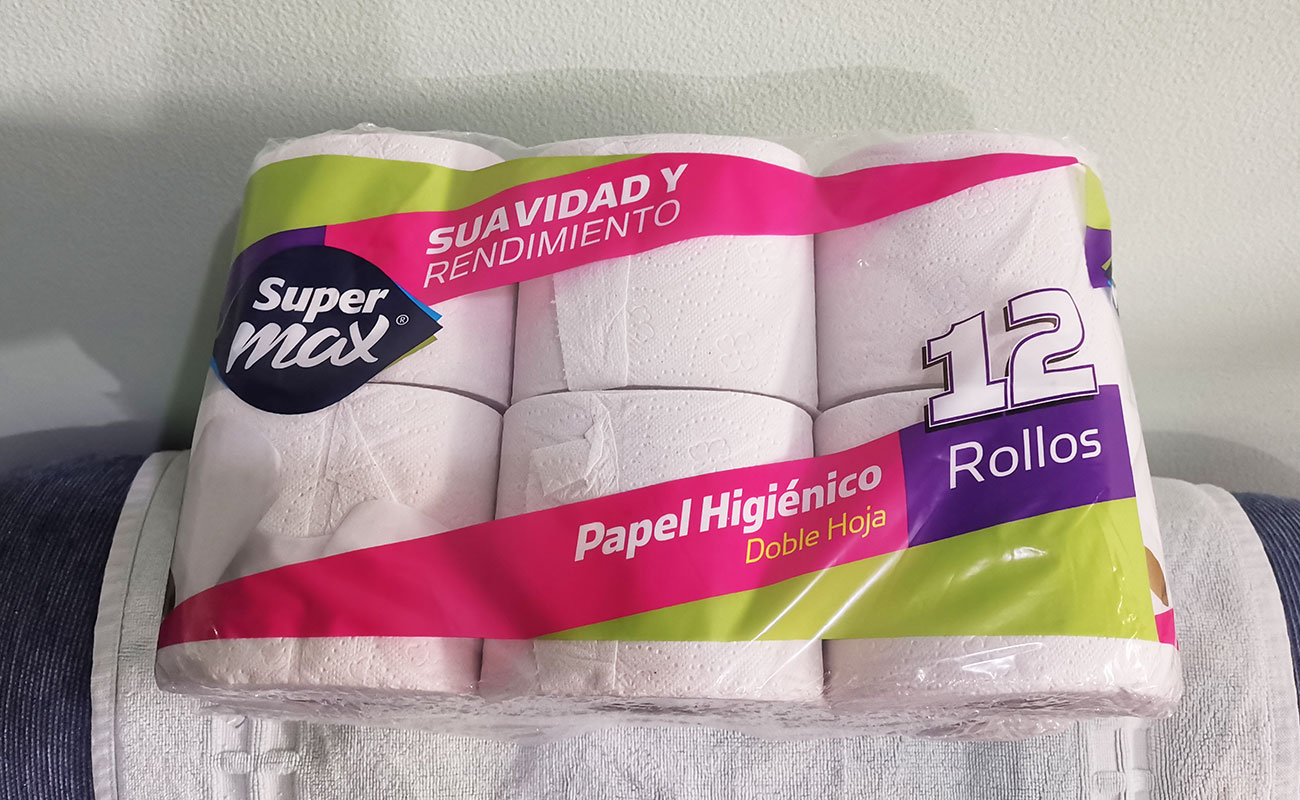 SUAVIDAD Y
RENDIMIENTO
Super
max®
12
Rollos
Papel Higiénico
Doble Hoja